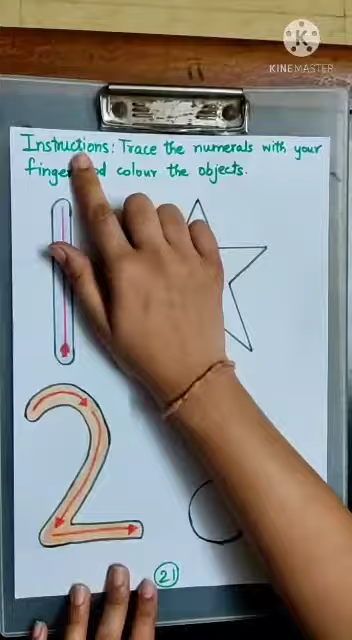 KINEMASTER
Instructions: Trace the numerals with your
finger and colour the objects.
1
2
21